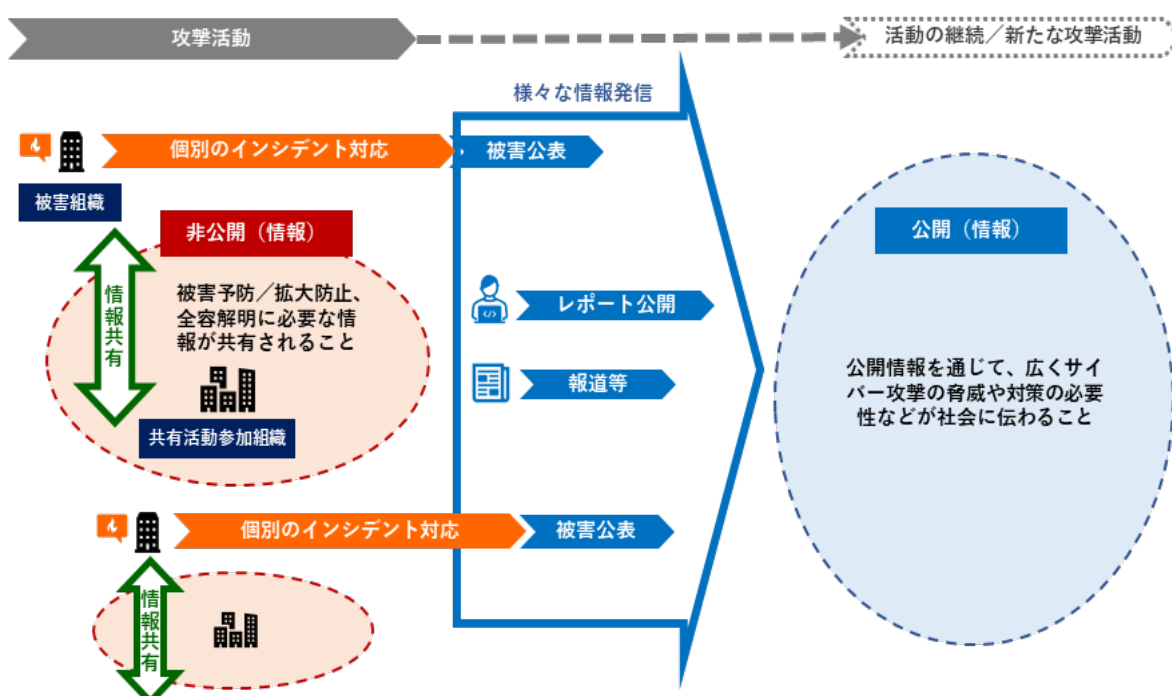 攻撃活動
活動の継続／新たな攻撃活動
様々な情報発信
個別のインシデント対応
被害公表
被害組織
非公開（情報）
公開（情報）
情報共有
被害予防／拡大防止、
全容解明に必要な情
報が共有されること
レポート公開
報道等
公開情報を通じて、広くサイ
バー攻撃の脅威や対策の必要
性などが社会に伝わること
共有活動参加組織
個別のインシデント対応
被害公表
情報共有